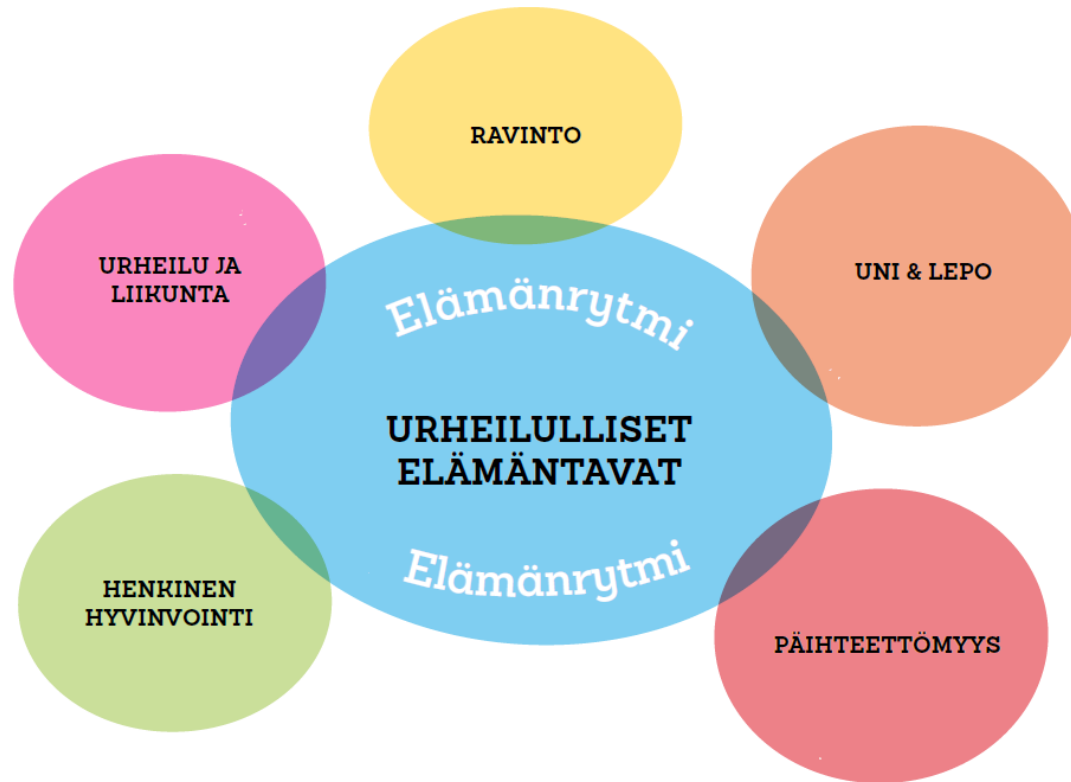 RAVINTO
URHEILU JA
LIIKUNTA
UNI & LEPO
Elämänrytmi
URHEILULLISET
ELÄMÄNTAVAT
Elämänrytmi
HENKINEN
HYVINVOINTI
PÄIHTEETTÖMYYS